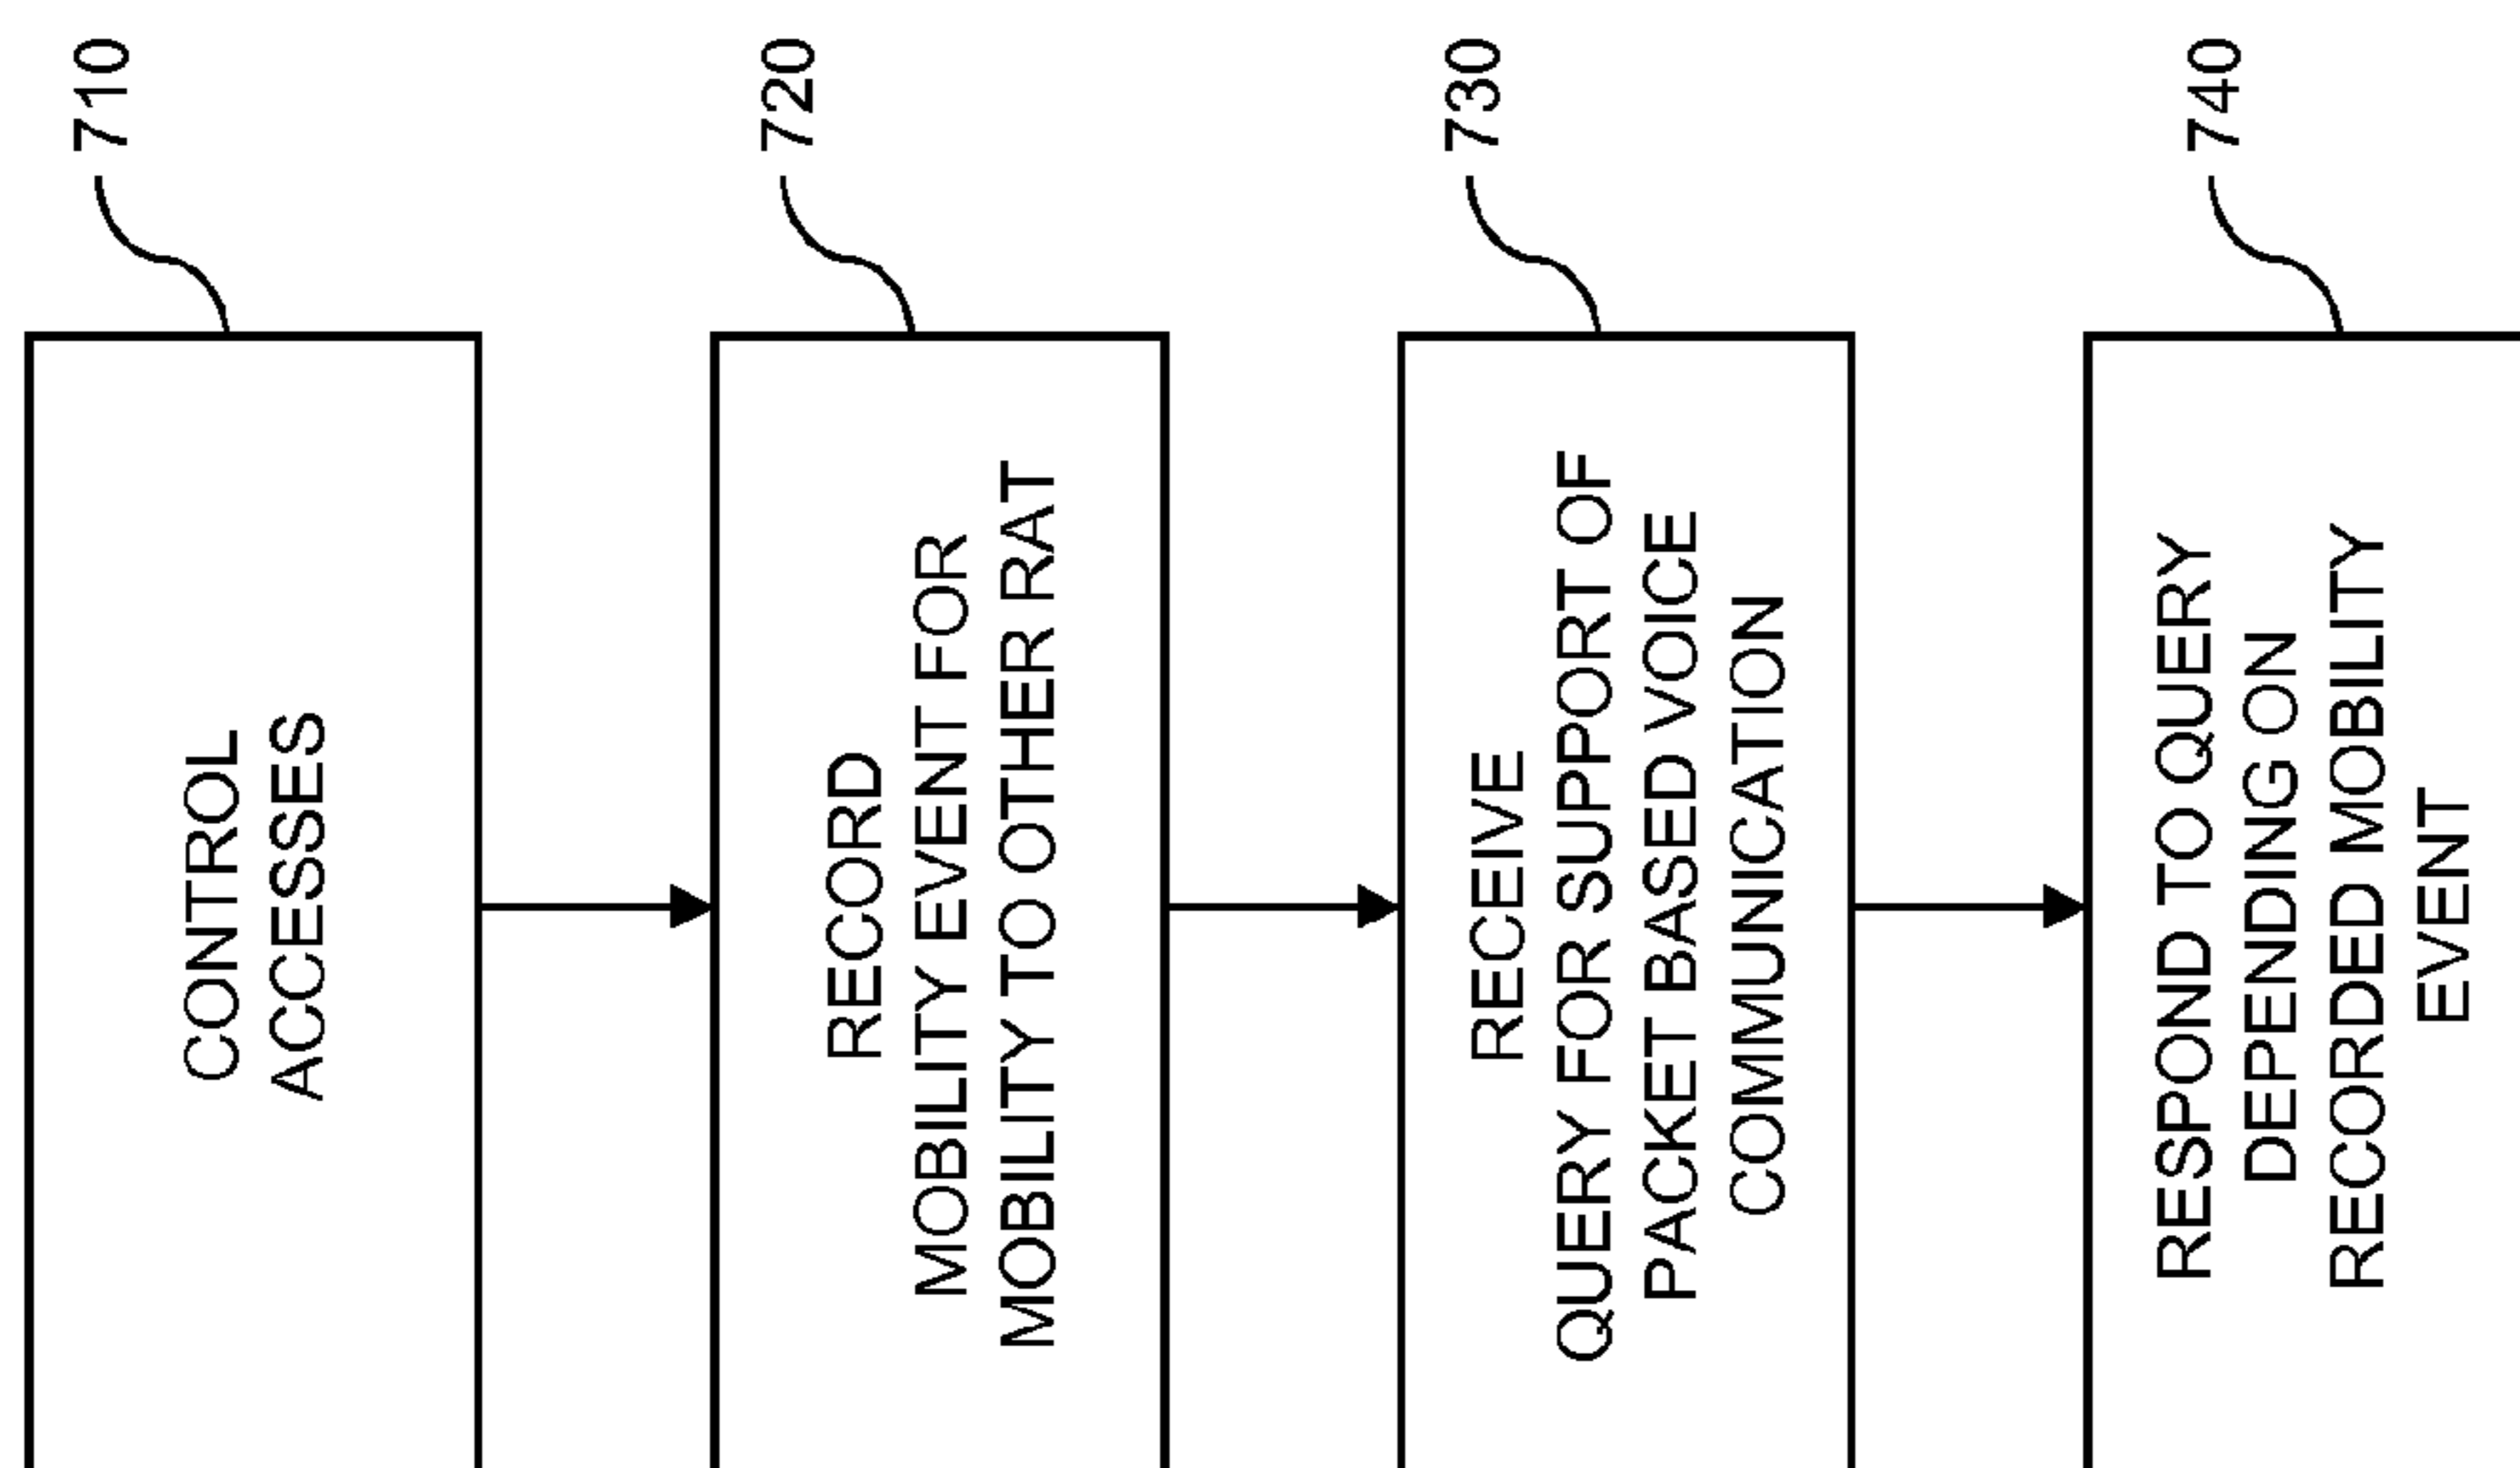 710
CONTROL
ACCESSES
720
RECORD
MOBILITY EVENT FOR
MOBILITY TO OTHER RAT
730
RECEIVE
QUERY FOR SUPPORT OF
PACKET BASED VOICE
COMMUNICATION
740
RESPOND TO QUERY
DEPENDING ON
RECORDED MOBILITY
EVENT